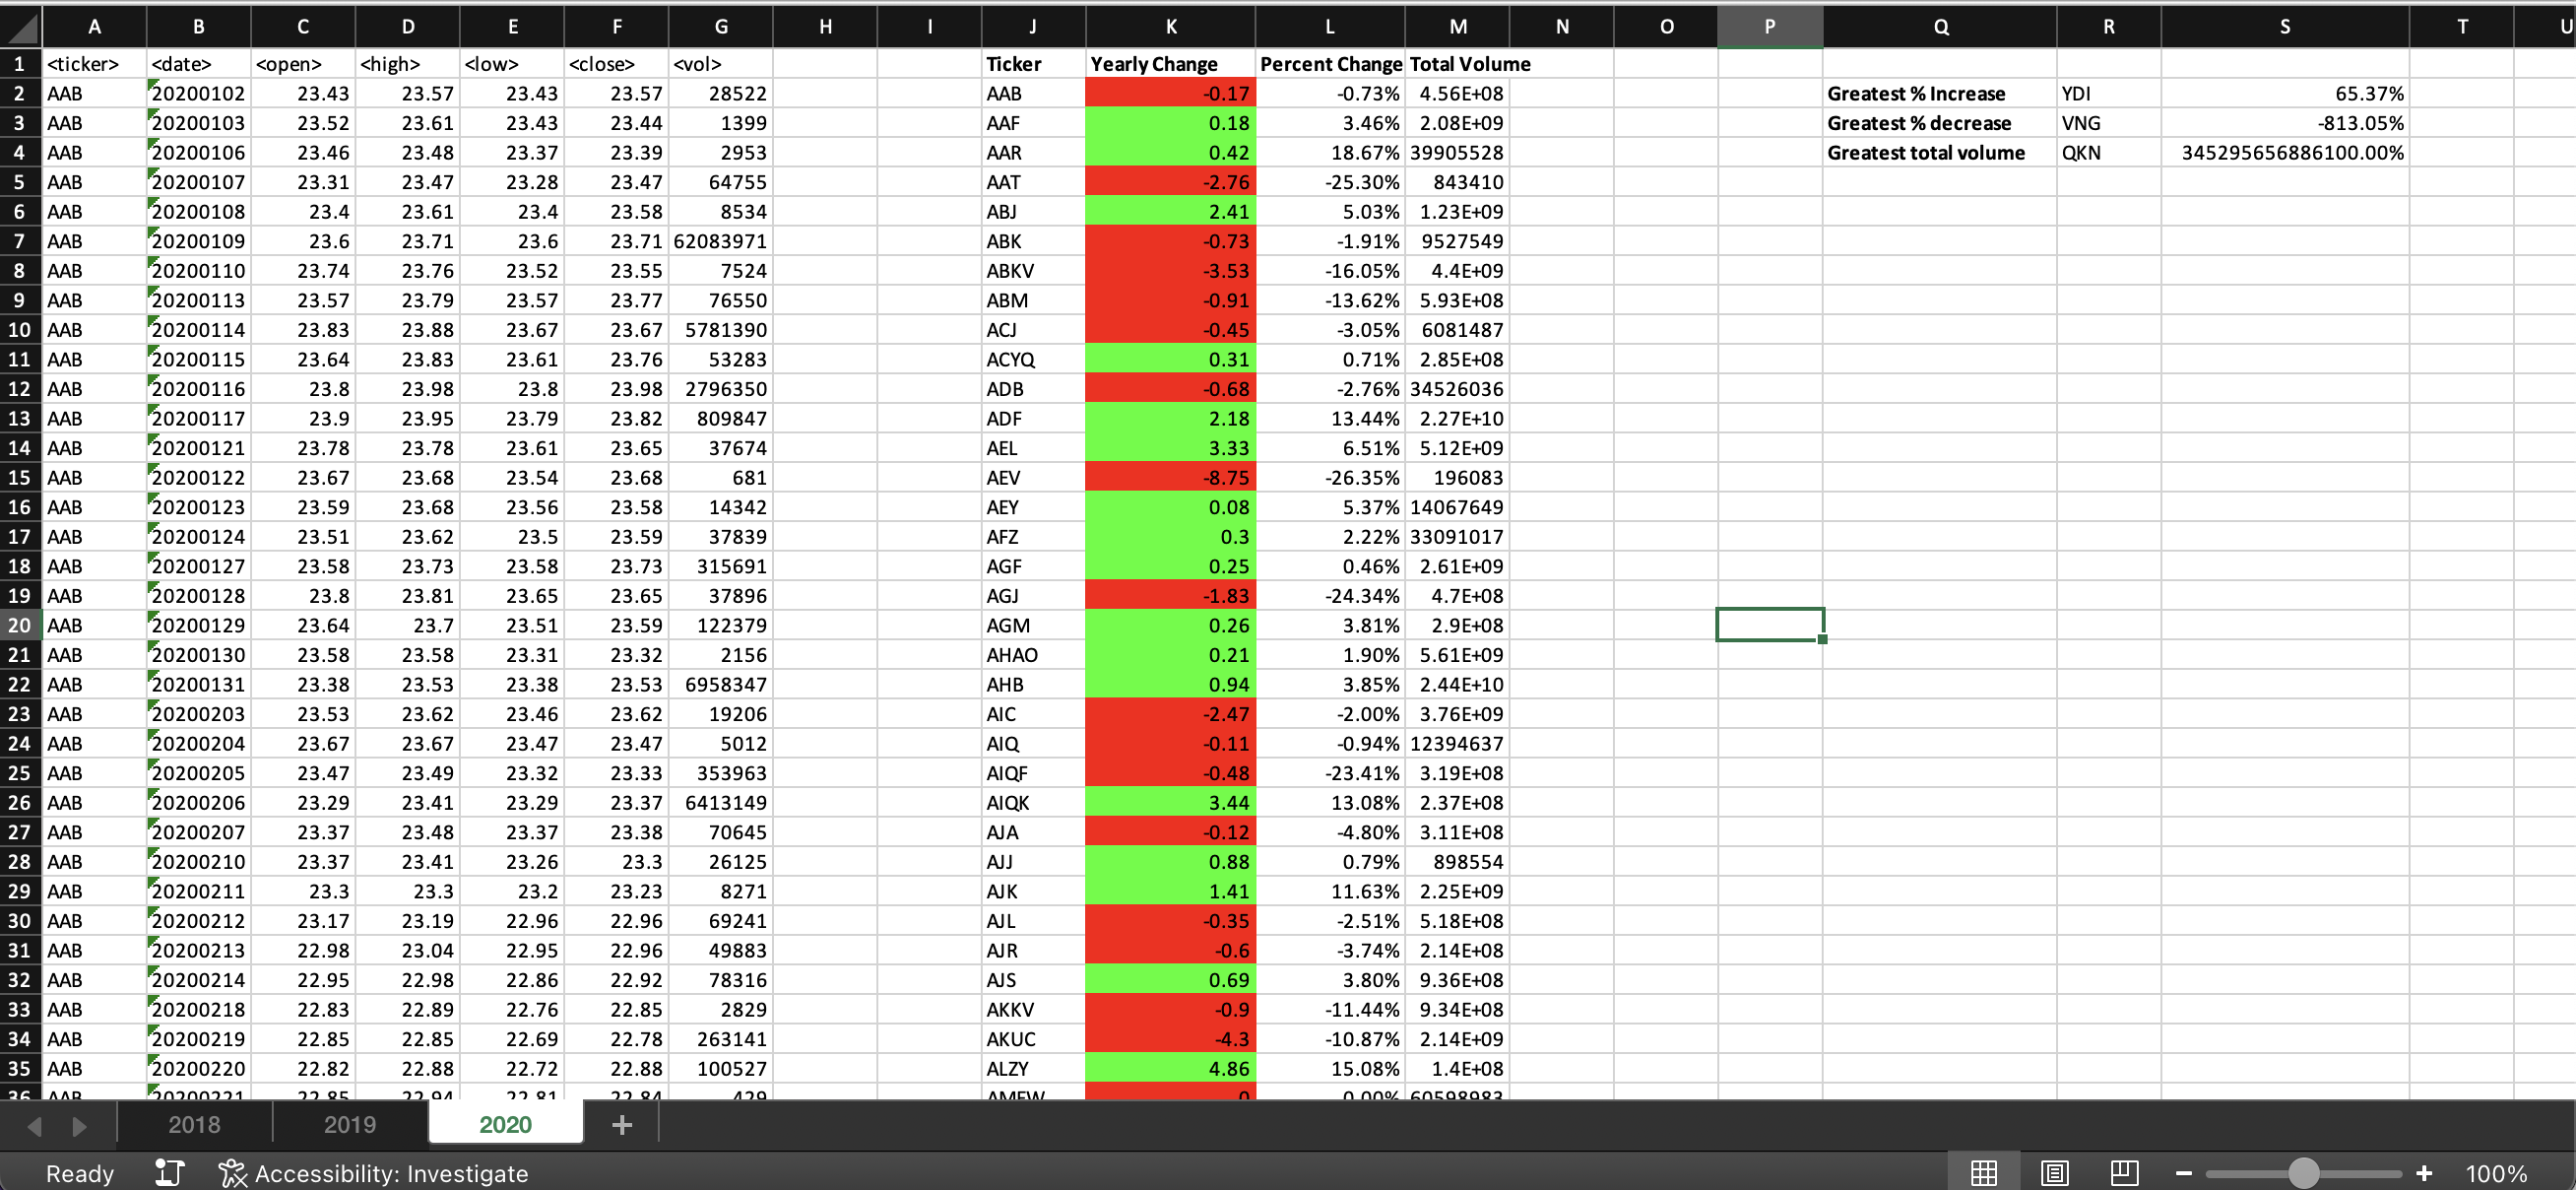 A B C D E F G H I J K L M N O P Q R S T U
1 <ticker> <date> <open> <high> <low> <close> <vol> Ticker Yearly Change Percent Change Total Volume
2 AAB 20200102 23.43 23.57 23.43 23.57 28522 AAB -0.17 -0.73% 4.56E+08 Greatest % Increase YDI 65.37%
3 AAB 20200103 23.52 23.61 23.43 23.44 1399 AAF 0.18 3.46% 2.08E+09 Greatest % decrease VNG -813.05%
4 AAB 20200106 23.46 23.48 23.37 23.39 2953 AAR 0.42 18.67% 39905528 Greatest total volume QKN 345295656886100.00%
5 AAB 20200107 23.31 23.47 23.28 23.47 64755 AAT -2.76 -25.30% 843410
6 AAB 20200108 23.4 23.61 23.4 23.58 8534 ABJ 2.41 5.03% 1.23E+09
7 AAB 20200109 23.6 23.71 23.6 23.71 62083971 ABK -0.73 -1.91% 9527549
8 AAB 20200110 23.74 23.76 23.52 23.55 7524 ABKV -3.53 -16.05% 4.4E+09
9 AAB 20200113 23.57 23.79 23.57 23.77 76550 ABM -0.91 -13.62% 5.93E+08
10 AAB 20200114 23.83 23.88 23.67 23.67 5781390 ACJ -0.45 -3.05% 6081487
11 AAB 20200115 23.64 23.83 23.61 23.76 53283 ACYQ 0.31 0.71% 2.85E+08
12 AAB 20200116 23.8 23.98 23.8 23.98 2796350 ADB -0.68 -2.76% 34526036
13 AAB 20200117 23.9 23.95 23.79 23.82 809847 ADF 2.18 13.44% 2.27E+10
14 AAB 20200121 23.78 23.78 23.61 23.65 37674 AEL 3.33 6.51% 5.12E+09
15 AAB 20200122 23.67 23.68 23.54 23.68 681 AEV -8.75 -26.35% 196083
16 AAB 20200123 23.59 23.68 23.56 23.58 14342 AEY 0.08 5.37% 14067649
17 AAB 20200124 23.51 23.62 23.5 23.59 37839 AFZ 0.3 2.22% 33091017
18 AAB 20200127 23.58 23.73 23.58 23.73 315691 AGF 0.25 0.46% 2.61E+09
19 AAB 20200128 23.8 23.81 23.65 23.65 37896 AGJ -1.83 -24.34% 4.7E+08
20 AAB 20200129 23.64 23.7 23.51 23.59 122379 AGM 0.26 3.81% 2.9E+08
21 AAB 20200130 23.58 23.58 23.31 23.32 2156 AHAO 0.21 1.90% 5.61E+09
22 AAB 20200131 23.38 23.53 23.38 23.53 6958347 AHB 0.94 3.85% 2.44E+10
23 AAB 20200203 23.53 23.62 23.46 23.62 19206 AIC -2.47 -2.00% 3.76E+09
24 AAB 20200204 23.67 23.67 23.47 23.47 5012 AIQ -0.11 -0.94% 12394637
25 AAB 20200205 23.47 23.49 23.32 23.33 353963 AIQF -0.48 -23.41% 3.19E+08
26 AAB 20200206 23.29 23.41 23.29 23.37 6413149 AIQK 3.44 13.08% 2.37E+08
27 AAB 20200207 23.37 23.48 23.37 23.38 70645 AJA -0.12 -4.80% 3.11E+08
28 AAB 20200210 23.37 23.41 23.26 23.3 26125 AJJ 0.88 0.79% 898554
29 AAB 20200211 23.3 23.3 23.2 23.23 8271 AJK 1.41 11.63% 2.25E+09
30 AAB 20200212 23.17 23.19 22.96 22.96 69241 AJL -0.35 -2.51% 5.18E+08
31 AAB 20200213 22.98 23.04 22.95 22.96 49883 AJR -0.6 -3.74% 2.14E+08
32 AAB 20200214 22.95 22.98 22.86 22.92 78316 AJS 0.69 3.80% 9.36E+08
33 AAB 20200218 22.83 22.89 22.76 22.85 2829 AKKV -0.9 -11.44% 9.34E+08
34 AAB 20200219 22.85 22.85 22.69 22.78 263141 AKUC -4.3 -10.87% 2.14E+09
35 AAB 20200220 22.82 22.88 22.72 22.88 100527 ALZY 4.86 15.08% 1.4E+08
36 AAB 20200221 22.85 22.94 22.81 22.84 429 AMEW 0 0.00% 60598983
2018 2019 2020 +
Ready Accessibility: Investigate 100%